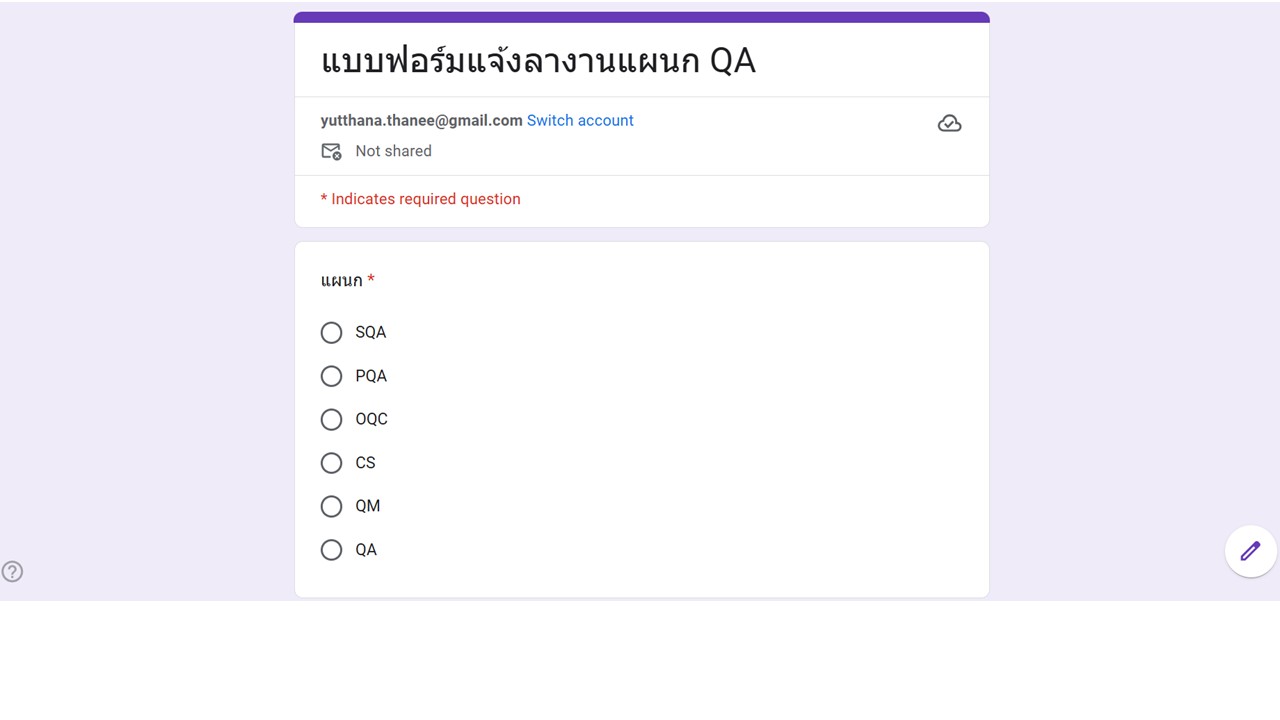 แบบฟอร์มแจ้งลางานแผนก QA
yutthana.thanee@gmail.com Switch account
Not shared
* Indicates required question
แผนก *
SQA
PQA
OQC
CS
QM
QA